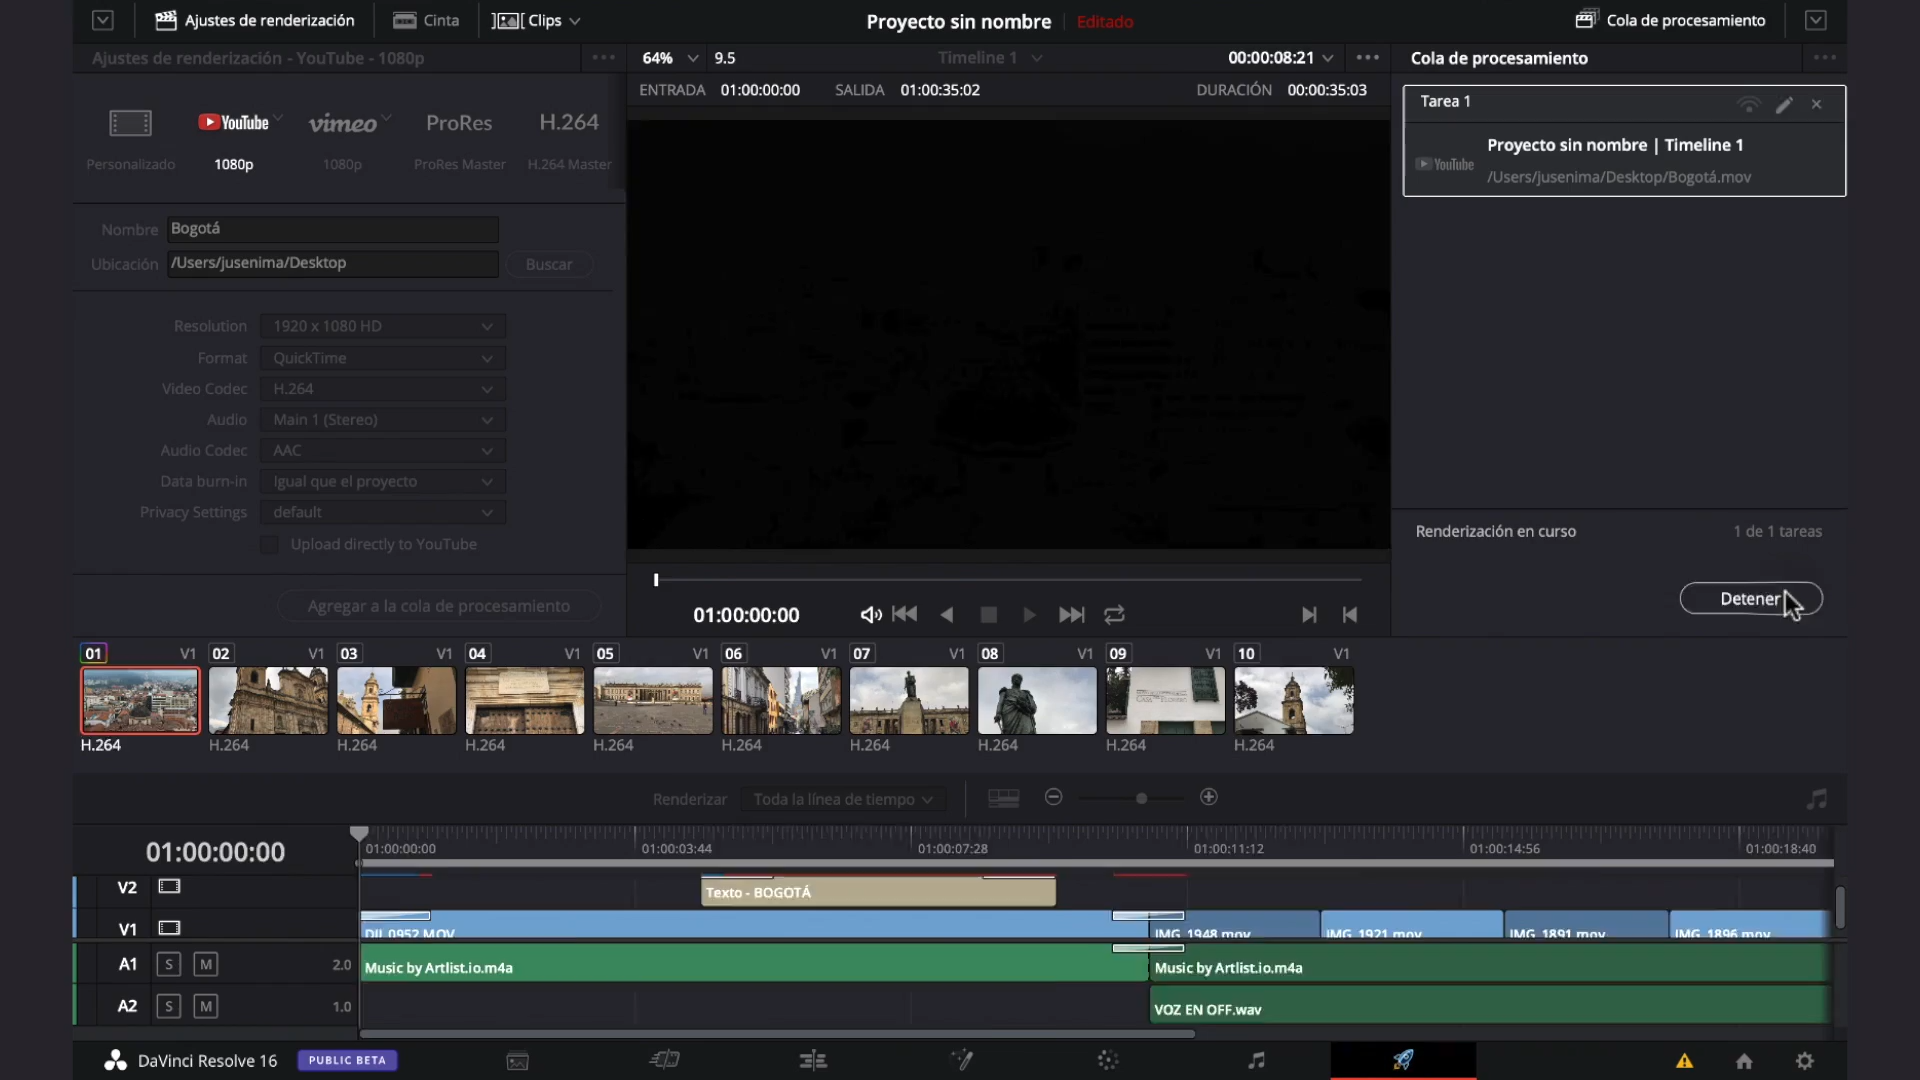 Ajustes de renderización
Cinta
Clips
Proyecto sin nombre
Editado
Cola de procesamiento
Ajustes de renderización - YouTube - 1080p
64%
9.5
Timeline 1
00:00:08:21
Cola de procesamiento
ENTRADA 01:00:00:00
SALIDA 01:00:35:02
DURACIÓN 00:00:35:03
Personalizado
YouTube
1080p
vimeo
1080p
ProRes
ProRes Master
H.264
H.264 Master
Nombre Bogotá
Ubicación /Users/jusenima/Desktop
Buscar
Resolution 1920 x 1080 HD
Format QuickTime
Video Codec H.264
Audio Main 1 (Stereo)
Audio Codec AAC
Data burn-in Igual que el proyecto
Privacy Settings default
Upload directly to YouTube
Agregar a la cola de procesamiento
01:00:00:00
Tarea 1
YouTube
Proyecto sin nombre | Timeline 1
/Users/jusenima/Desktop/Bogotá.mov
Renderización en curso
1 de 1 tareas
Detener
01 V1 02 V1 03 V1 04 V1 05 V1 06 V1 07 V1 08 V1 09 V1 10 V1
H.264 H.264 H.264 H.264 H.264 H.264 H.264 H.264 H.264 H.264
Renderizar Toda la línea de tiempo
01:00:00:00
01:00:00:00 01:00:03:44 01:00:07:28 01:00:11:12 01:00:14:56 01:00:18:40
V2
Texto - BOGOTÁ
V1
DJI_0952.MOV IMG_1948.mov IMG_1921.mov IMG_1891.mov IMG_1896.mov
A1 S M 2.0
Music by Artlist.io.m4a Music by Artlist.io.m4a
A2 S M 1.0
VOZ EN OFF.wav
DaVinci Resolve 16
PUBLIC BETA